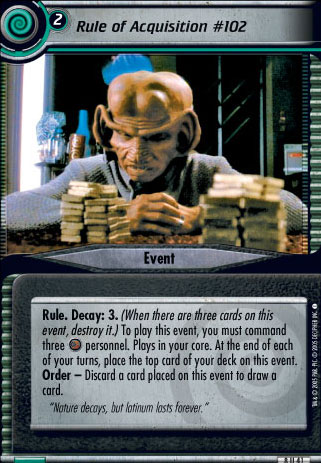 2
Rule of Acquisition #102
Event
Rule. Decay: 3. (When there are three cards on this
event, destroy it.) To play this event, you must command
three personnel. Plays in your core. At the end of each
of your turns, place the top card of your deck on this event.
Order – Discard a card placed on this event to draw a
card.
"Nature decays, but latinum lasts forever."